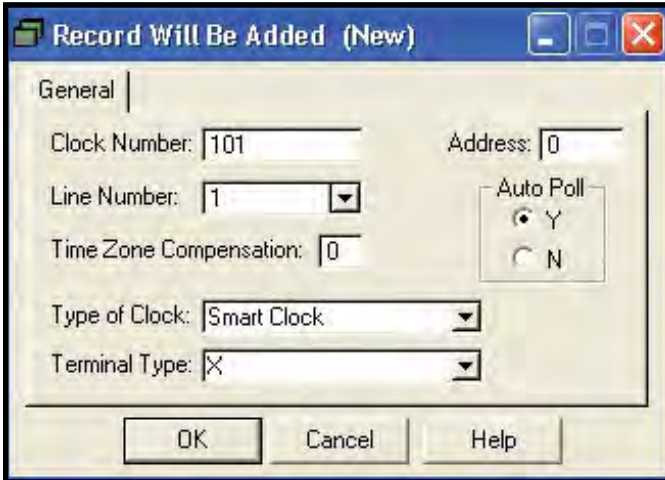 Record Will Be Added (New)
General
Clock Number: 101 Address: 0
Line Number: 1 Auto Poll
Y
Time Zone Compensation: 0 N
Type of Clock: Smart Clock
Terminal Type: X
OK Cancel Help